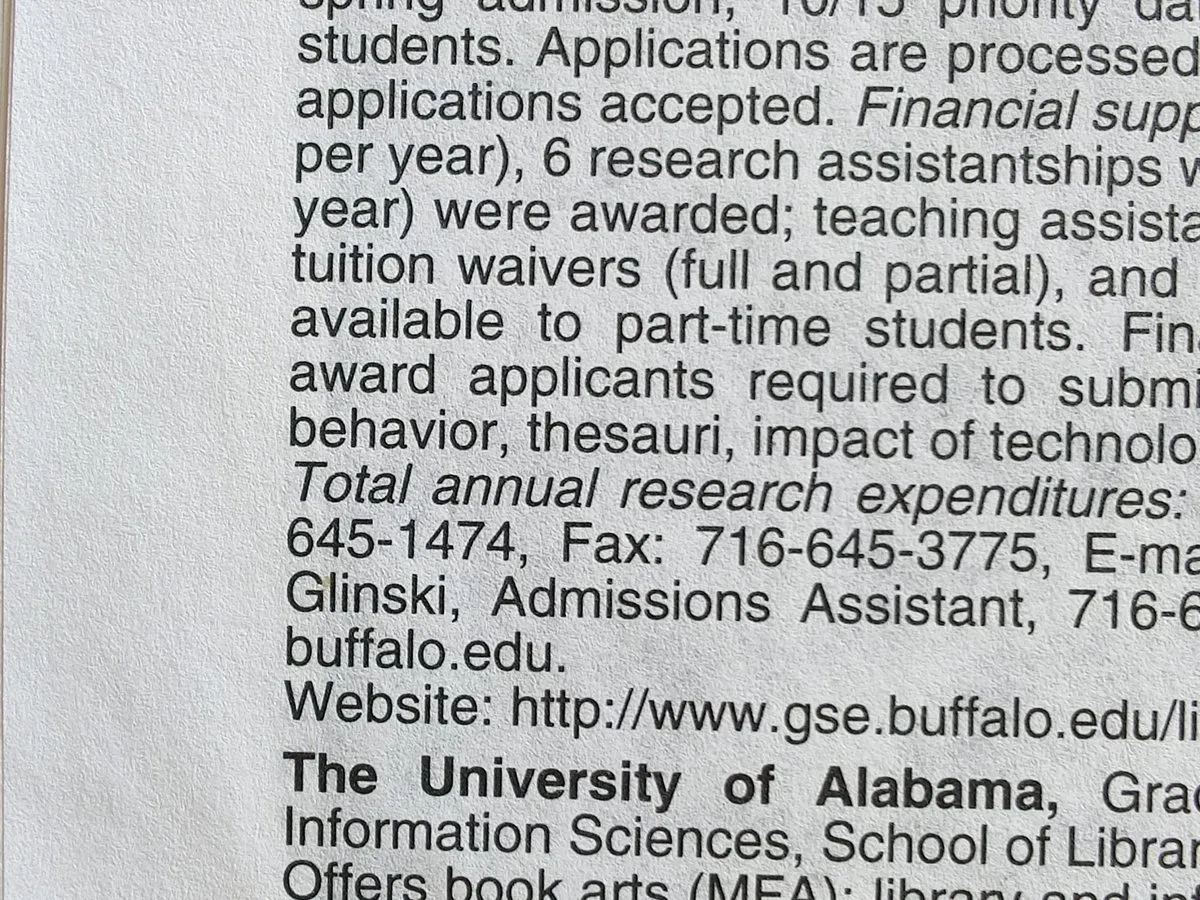 spring admission, 10/15 priority
students. Applications are processed
applications accepted. Financial supp
per year), 6 research assistantships w
year) were awarded; teaching assista
tuition waivers (full and partial), and
available to part-time students. Fina
award applicants required to submi
behavior, thesauri, impact of technolo
Total annual research expenditures:
645-1474, Fax: 716-645-3775, E-ma
Glinski, Admissions Assistant, 716-6
buffalo.edu.
Website: http://www.gse.buffalo.edu/li
The University of Alabama, Grad
Information Sciences, School of Librar
Offers book arts (MFA); library and inf